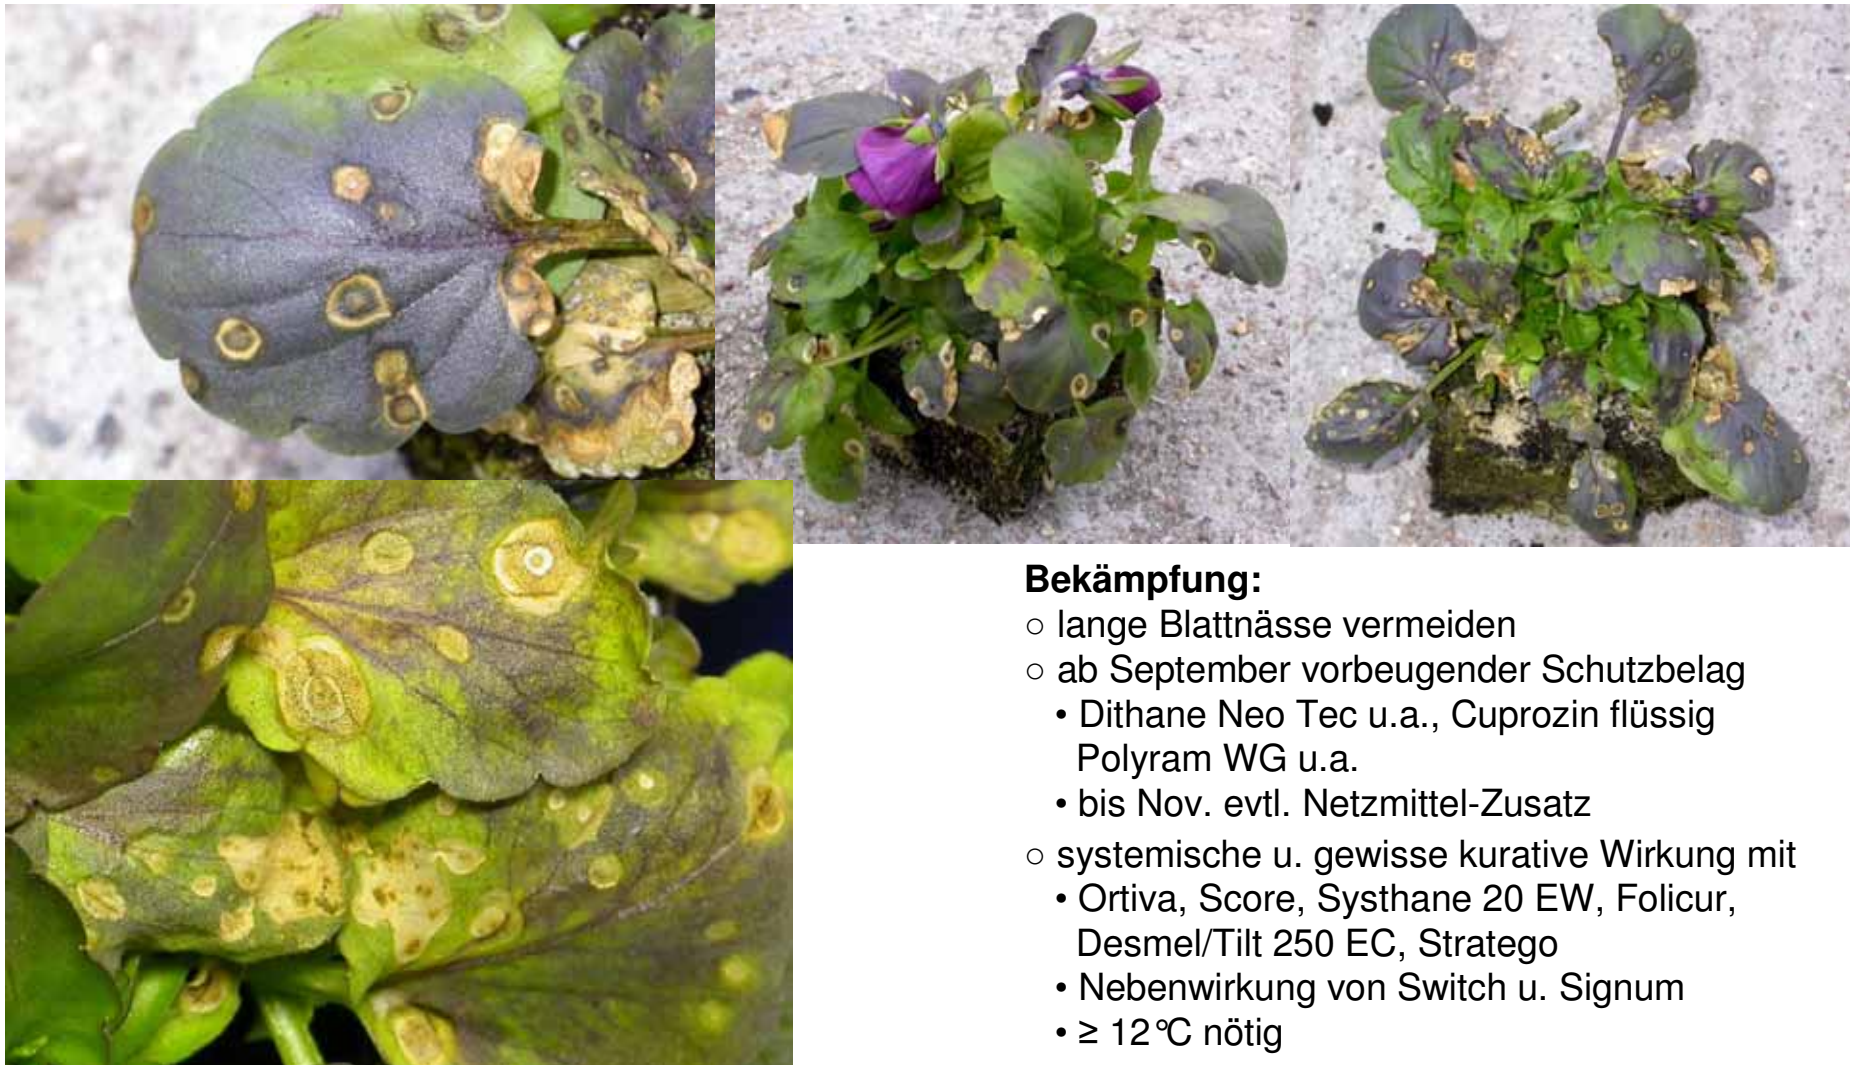 Bekämpfung:
○ lange Blattnässe vermeiden
○ ab September vorbeugender Schutzbelag
• Dithane Neo Tec u.a., Cuprozin flüssig
Polyram WG u.a.
• bis Nov. evtl. Netzmittel-Zusatz
○ systemische u. gewisse kurative Wirkung mit
• Ortiva, Score, Systhane 20 EW, Folicur,
Desmel/Tilt 250 EC, Stratego
• Nebenwirkung von Switch u. Signum
• ≥ 12°C nötig